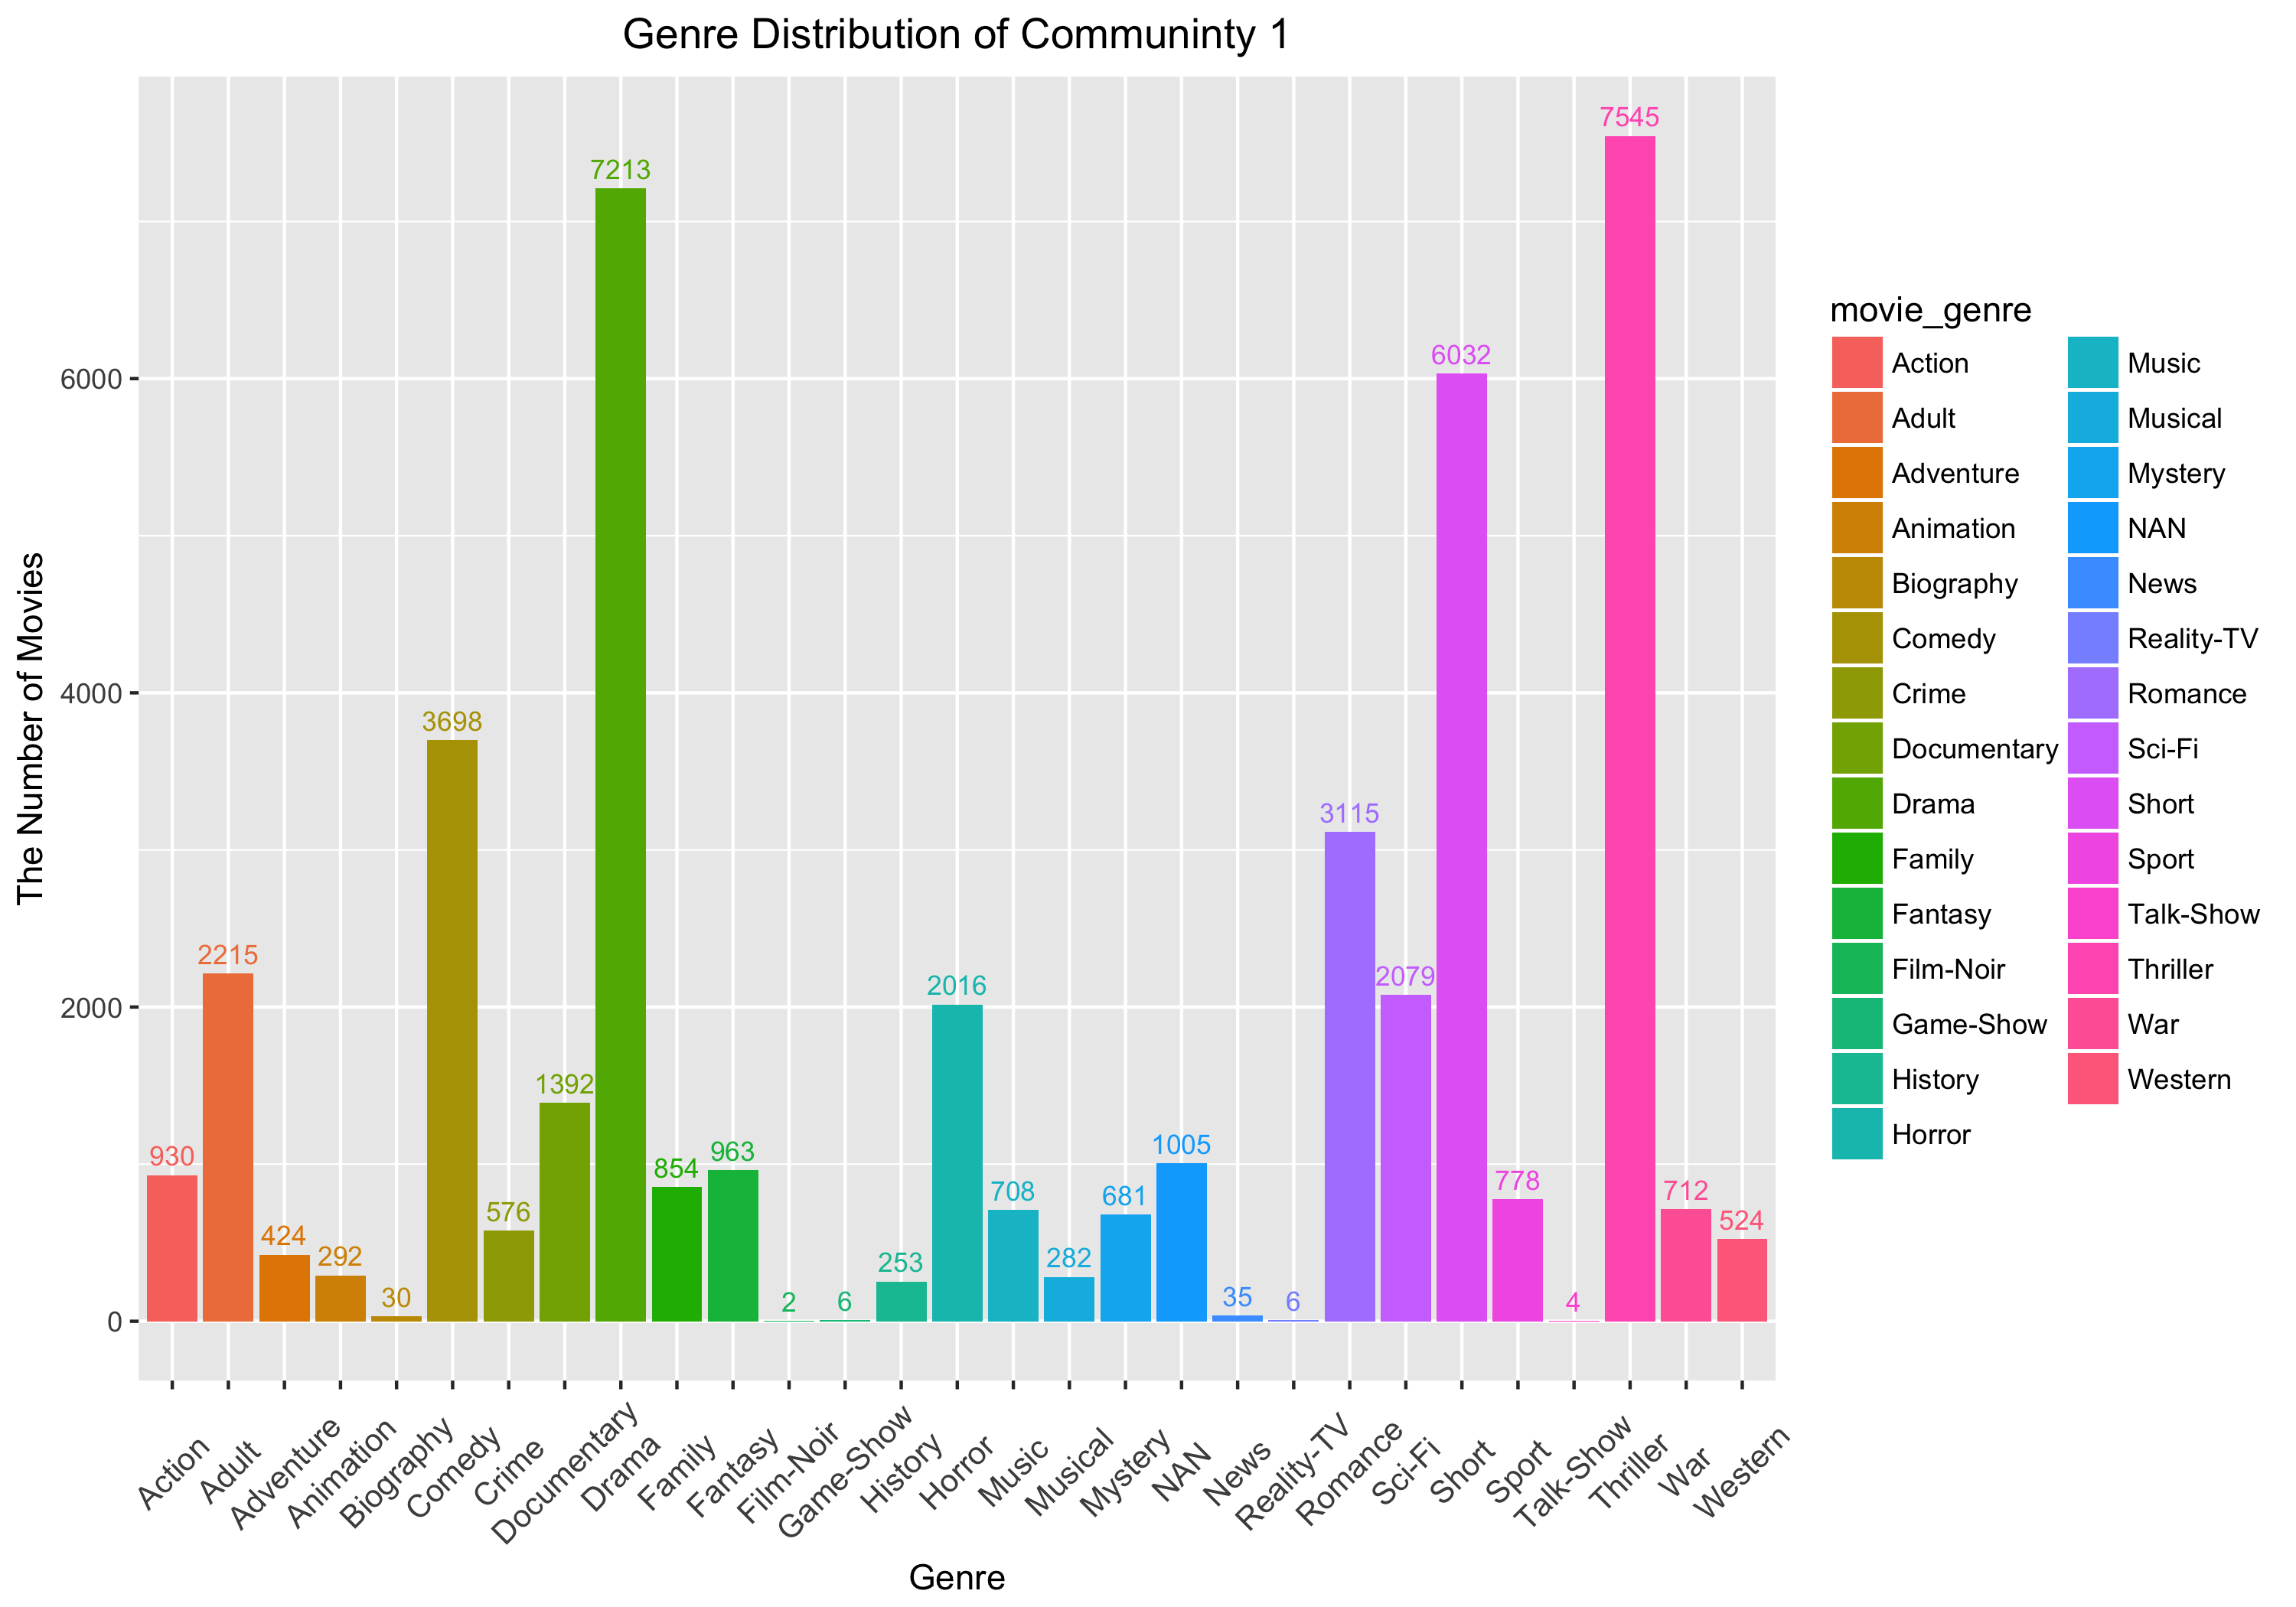 Genre Distribution of Communinty 1
The Number of Movies
6000
4000
2000
0
930
2215
424
292
30
3698
576
1392
7213
854
963
2
6
253
2016
708
282
681
1005
35
6
3115
2079
6032
778
4
7545
712
524
Action
Adult
Adventure
Animation
Biography
Comedy
Crime
Documentary
Drama
Family
Fantasy
Film-Noir
Game-Show
History
Horror
Music
Musical
Mystery
NAN
News
Reality-TV
Romance
Sci-Fi
Short
Sport
Talk-Show
Thriller
War
Western
Genre
movie_genre
Action
Adult
Adventure
Animation
Biography
Comedy
Crime
Documentary
Drama
Family
Fantasy
Film-Noir
Game-Show
History
Horror
Music
Musical
Mystery
NAN
News
Reality-TV
Romance
Sci-Fi
Short
Sport
Talk-Show
Thriller
War
Western